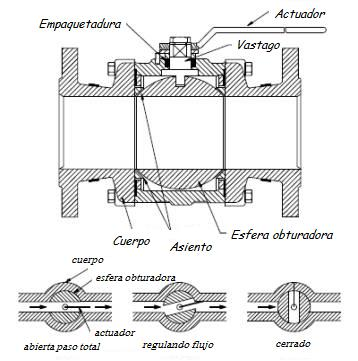 Actuador
Empaquetadura
Vastago
Cuerpo
Asiento
Esfera obturadora
cuerpo
esfera obturadora
actuador
abierta paso total
regulando flujo
cerrado